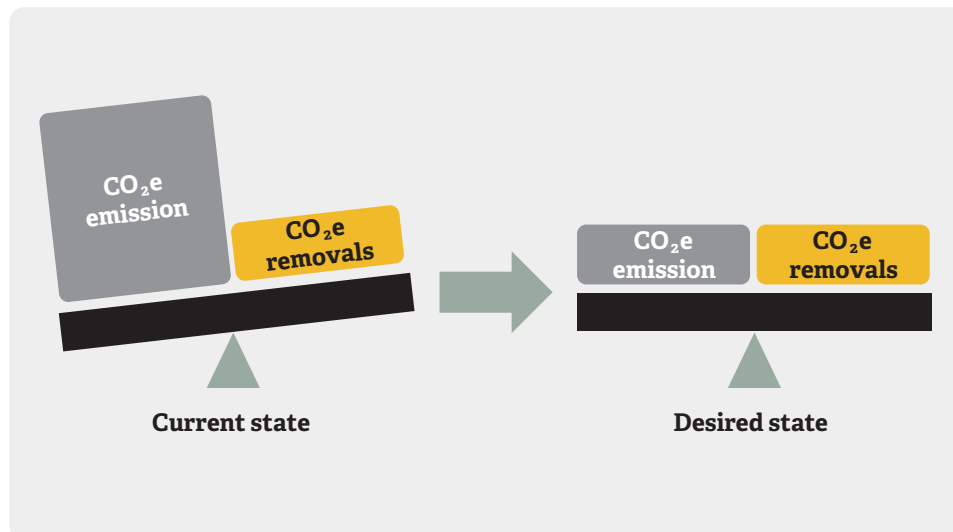 CO₂e
emission
CO₂e
removals
CO₂e
emission
CO₂e
removals
Current state
Desired state